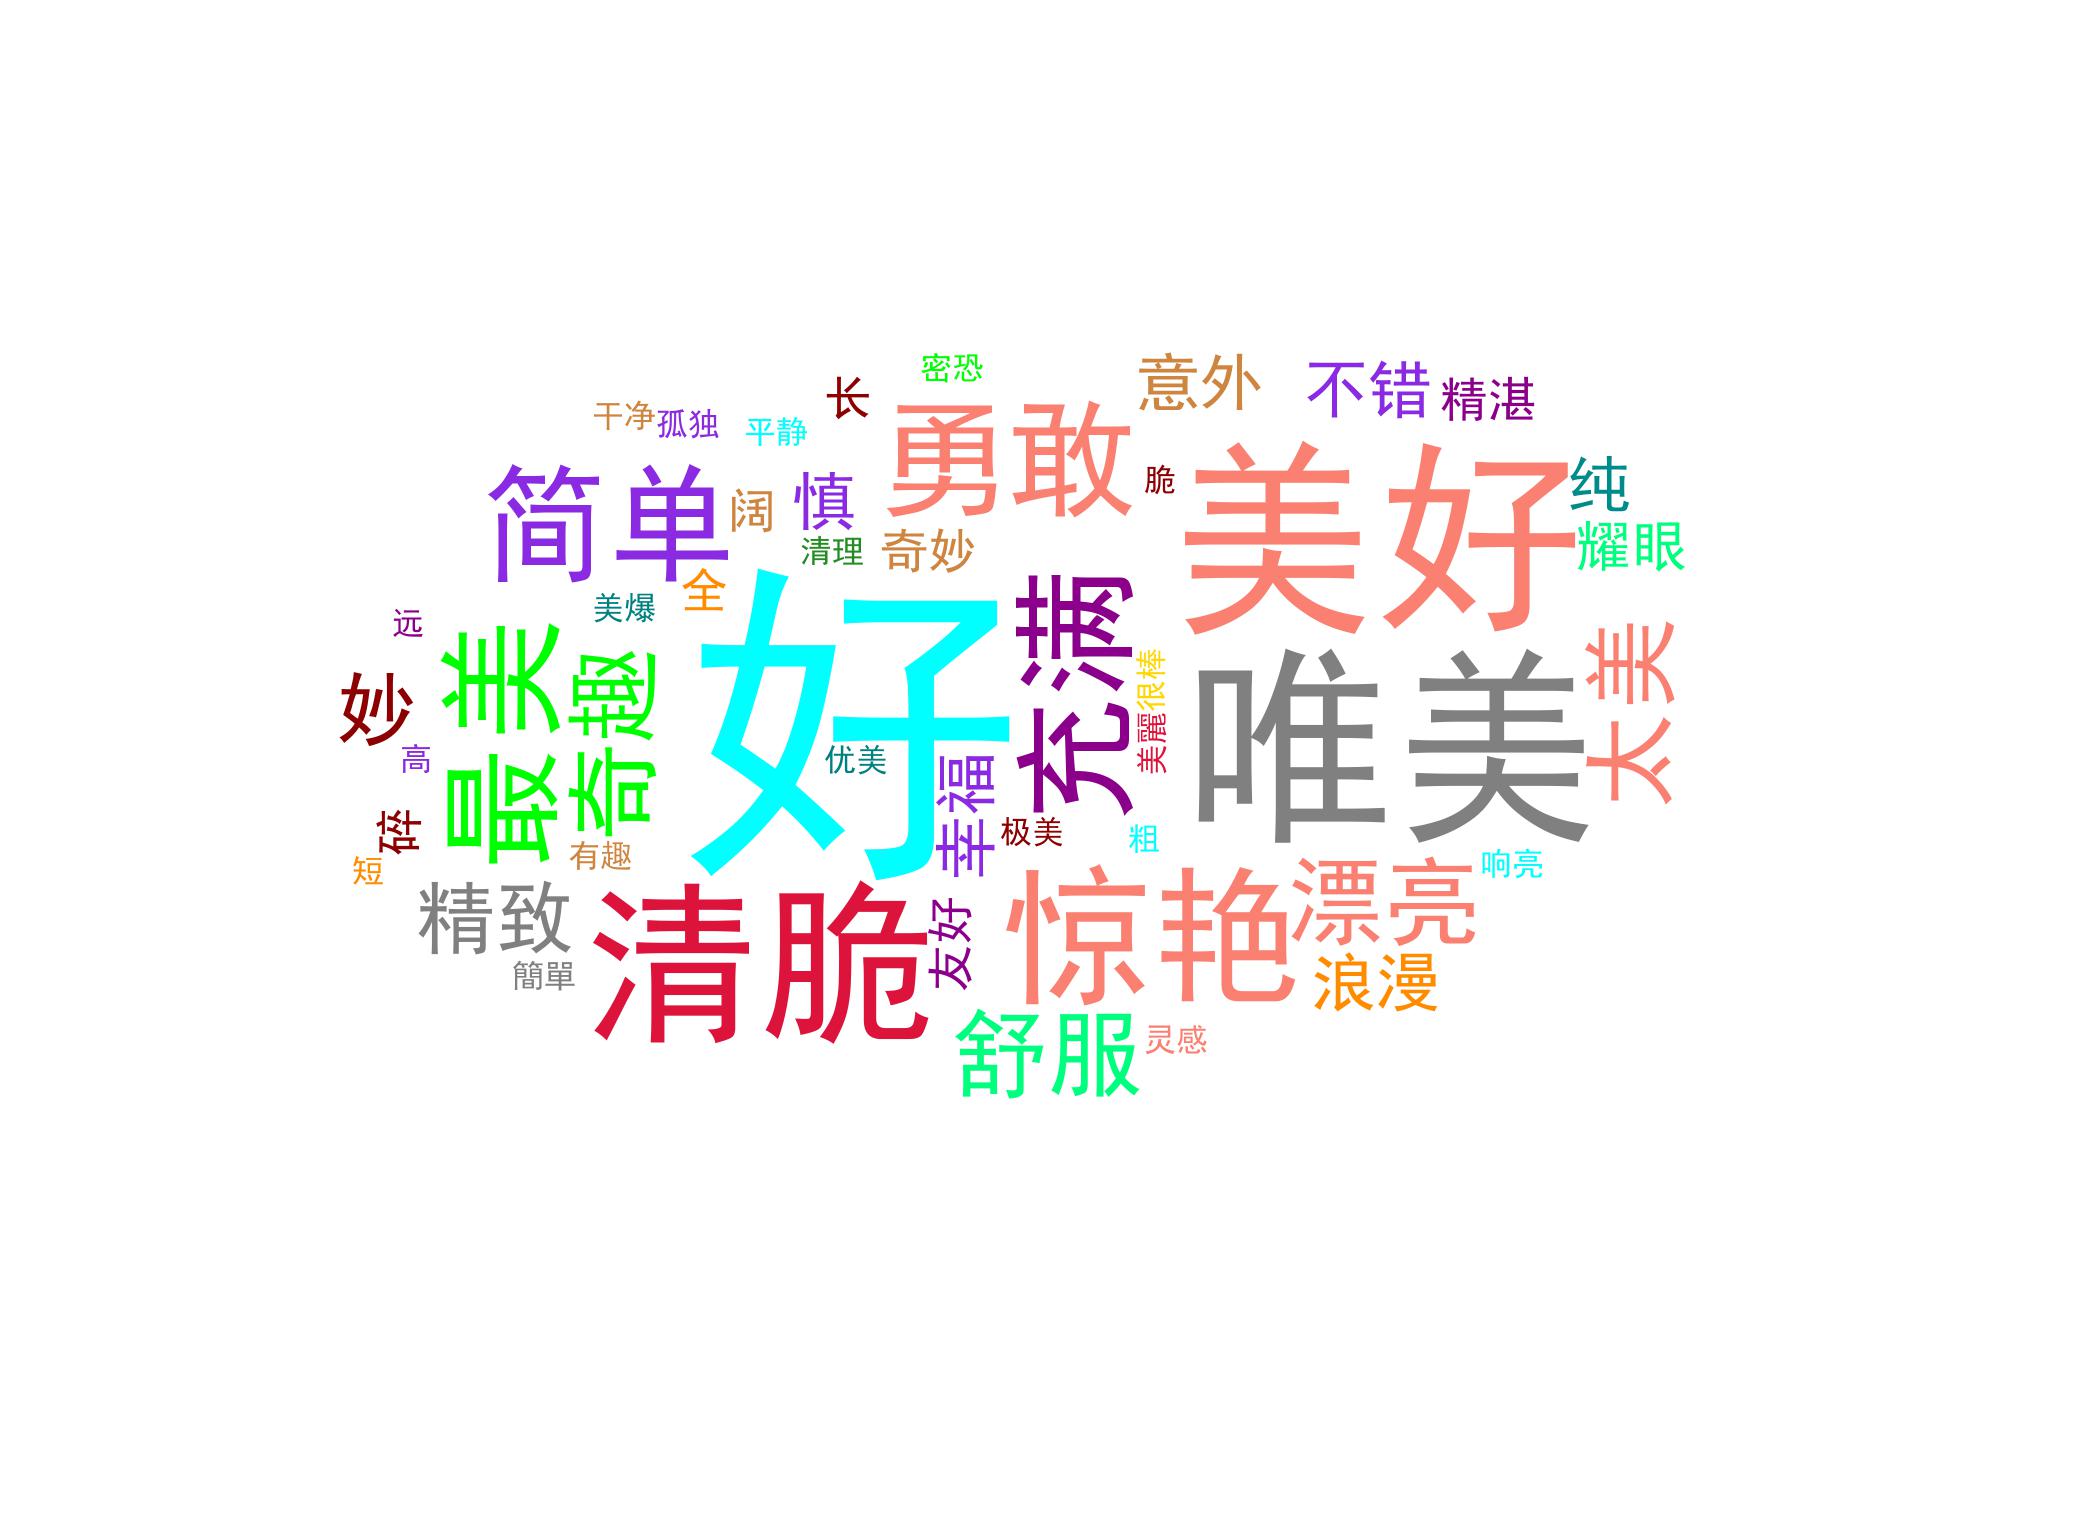 密恐
意外
不错
长
精湛
干净
孤独
平静
勇敢
美好
简单
阔
慎
脆
纯
清理
奇妙
耀眼
全
美爆
好
充满
远
最美
奇趣
很棒
唯美
太美
妙
高
优美
幸福
美麗
碎
极美
粗
短
有趣
响亮
精致
清脆
友好
惊艳
漂亮
簡單
浪漫
舒服
灵感